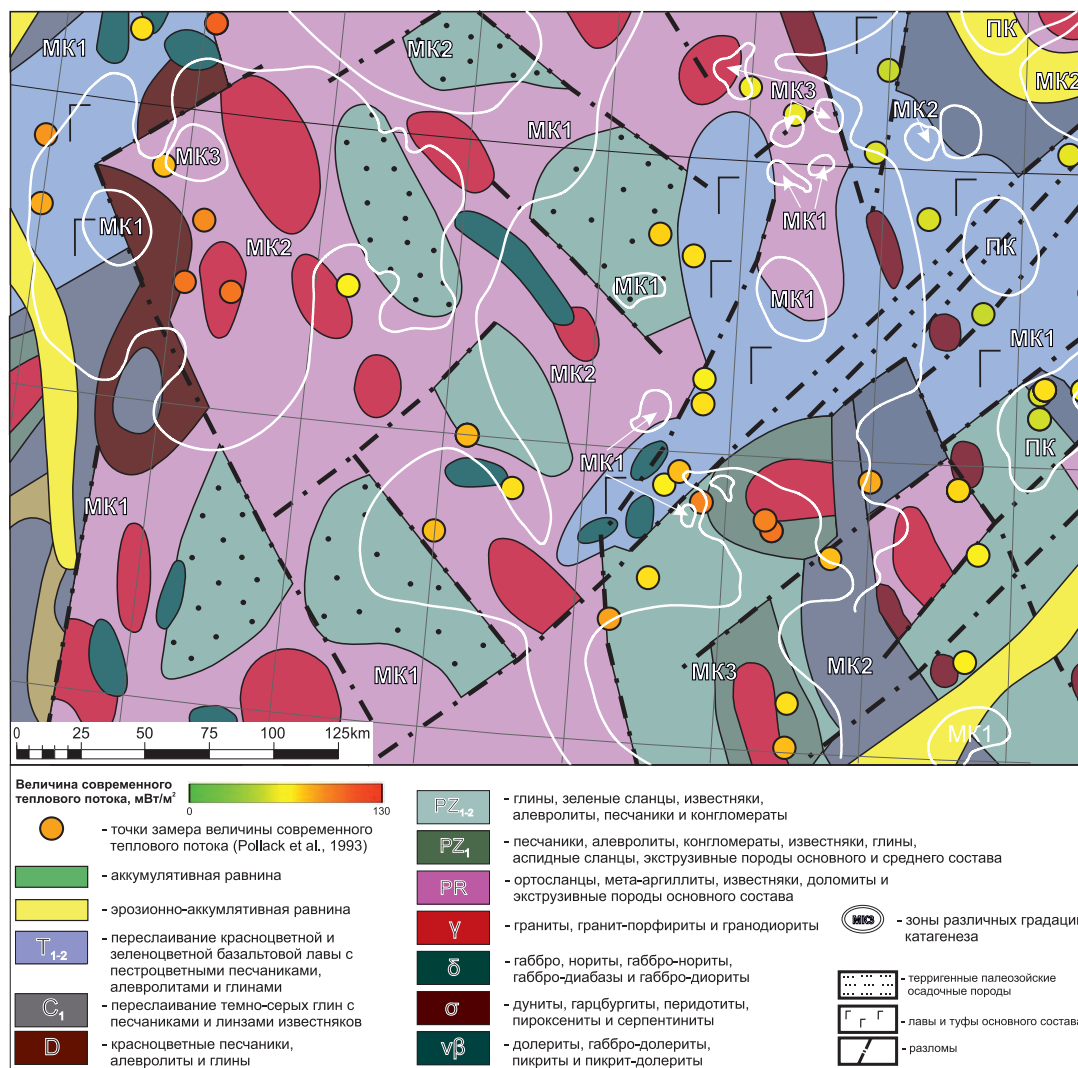 МК1
МК2
ПК
МК2
МК3
МК2
МК1
МК3
МК1
МК2
МК1
ПК
МК1
МК1
МК1
МК2
МК1
ПК
МК1
МК1
МК3
МК2
МК1
0 25 50 75 100 125km
Величина современного
теплового потока, мВт/м²
0 130
- точки замера величины современного
теплового потока (Pollack et al., 1993)
- аккумулятивная равнина
- эрозионно-аккумлятивная равнина
T1-2 - переслаивание красноцветной и
зеленоцветной базальтовой лавы с
пестроцветными песчаниками,
алевролитами и глинами
C1 - переслаивание темно-серых глин с
песчаниками и линзами известняков
D - красноцветные песчаники,
алевролиты и глины
PZ1-2 - глины, зеленые сланцы, известняки,
алевролиты, песчаники и конгломераты
PZ1 - песчаники, алевролиты, конгломераты, известняки, глины,
аспидные сланцы, экструзивные породы основного и среднего состава
PR - ортосланцы, мета-аргиллиты, известняки, доломиты и
экструзивные породы основного состава
γ - граниты, гранит-порфириты и гранодиориты
δ - габбро, нориты, габбро-нориты,
габбро-диабазы и габбро-диориты
σ - дуниты, гарцбургиты, перидотиты,
пироксениты и серпентиниты
νβ - долериты, габбро-долериты,
пикриты и пикрит-долериты
МК3 - зоны различных градаций
катагенеза
- терригенные палеозойские
осадочные породы
- лавы и туфы основного состава
- разломы